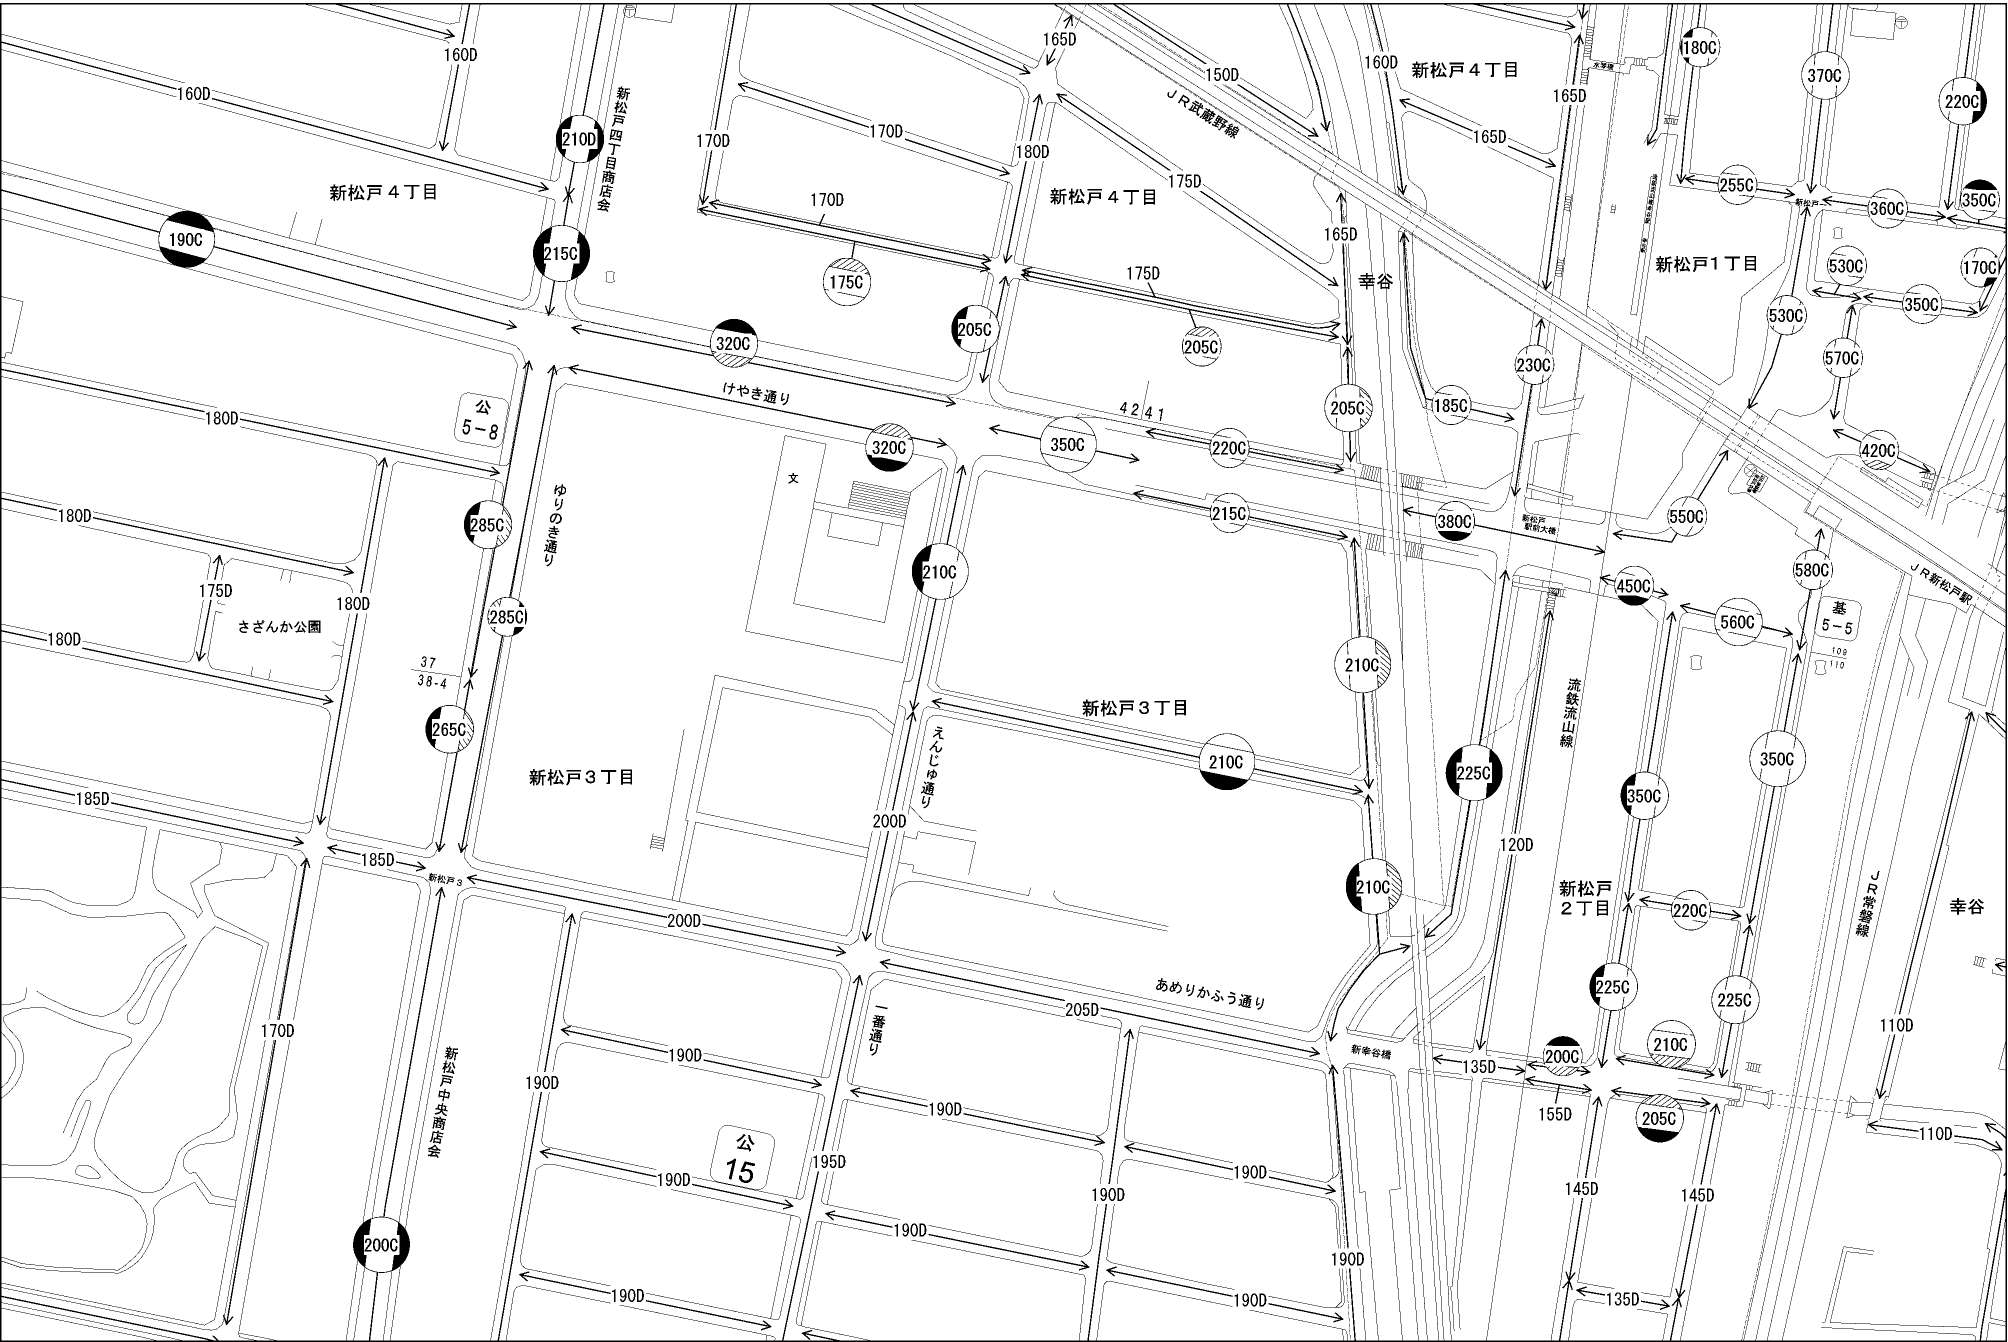 160D
165D
150D
160D
新松戸４丁目
180C
370C
220C
160D
165D
新松戸四丁目商店会
210D
170D
170D
180D
175D
ＪＲ武蔵野線
165D
255C
新松戸
360C
350C
新松戸４丁目
190C
215C
170D
175C
新松戸４丁目
175D
205C
165D
幸谷
新松戸１丁目
530C
170C
530C
350C
320C
205C
230C
570C
けやき通り
42
41
205C
185C
公
5-8
180D
320C
350C
220C
420C
文
180D
285C
ゆりのき通り
215C
380C
新松戸
駅前大橋
550C
175D
180D
210C
450C
580C
ＪＲ新松戸駅
さざんか公園
285C
560C
基
5-5
109
110
180D
37
38-4
210C
265C
新松戸３丁目
流鉄流山線
新松戸３丁目
えんじゅ通り
210C
225C
350C
350C
185D
200D
120D
185D
新松戸３
210C
新松戸
２丁目
220C
ＪＲ常磐線
幸谷
200D
あめりかふう通り
225C
225C
170D
一番通り
205D
新松戸中央商店会
190D
190D
新幸谷橋
135D
200C
210C
110D
190D
155D
205C
110D
公
15
190D
195D
190D
190D
145D
145D
200C
190D
190D
190D
190D
135D